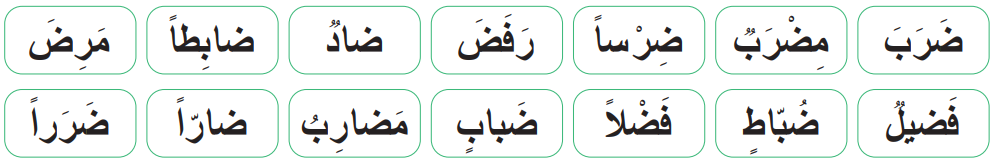 ضَرَبَ مِضْرَبٌ ضِرْساً رَفَضَ ضادٌ ضابِطاً مَرِضَ
فَضيلٌ ضُبّاطٍ فَضْلاً ضَبابٍ مَضارِبُ ضارّاً ضَرَراً